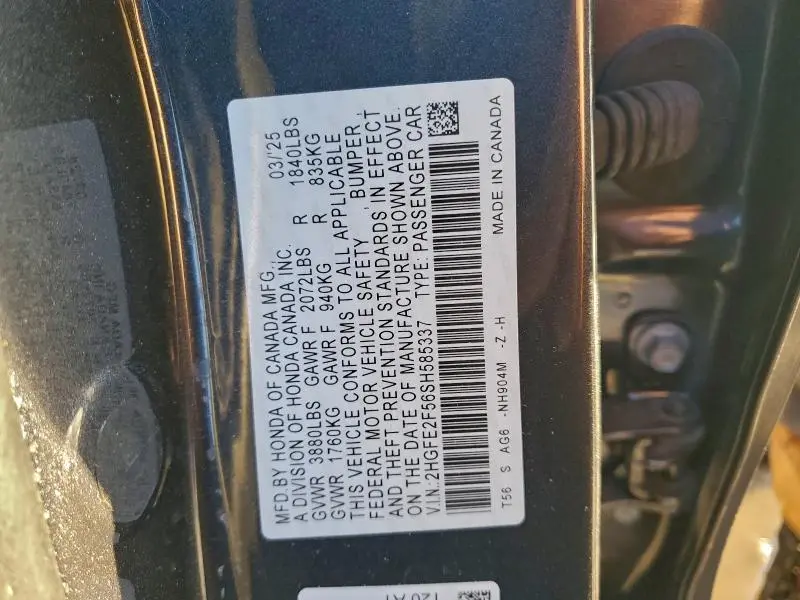 MFD.BY HONDA OF CANADA MFG., 03/'25
A DIVISION OF HONDA CANADA INC.
GVWR 3880LBS GAWR F 2072LBS R 1840LBS
GVWR 1760KG GAWR F 940KG R 835KG
THIS VEHICLE CONFORMS TO ALL APPLICABLE
FEDERAL MOTOR VEHICLE SAFETY , BUMPER ,
AND THEFT PREVENTION STANDARDS IN EFFECT
ON THE DATE OF MANUFACTURE SHOWN ABOVE.
V.I.N.:2HGFE2F56SH585337 TYPE: PASSENGER CAR
T56 S AG6 -NH904M -Z -H MADE IN CANADA